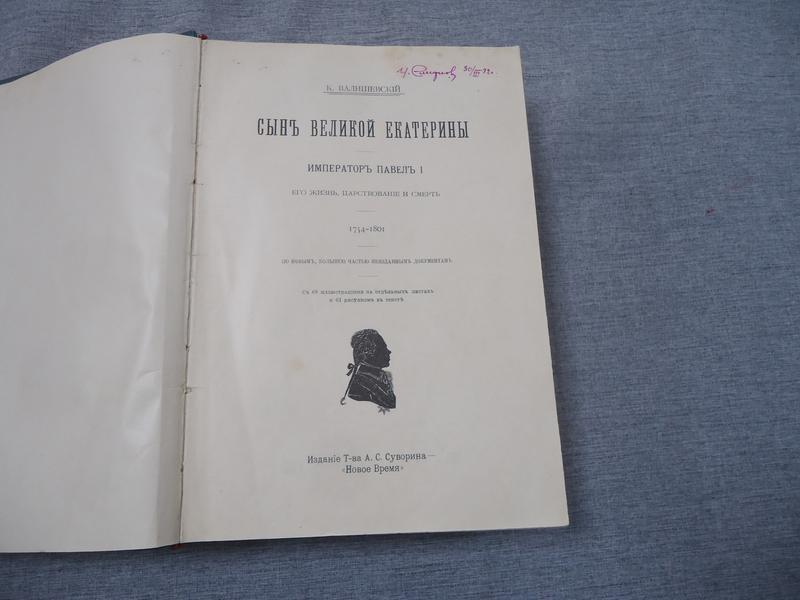 К. ВАЛИШЕВСКІЙ
СЫНЪ ВЕЛИКОЙ ЕКАТЕРИНЫ
ИМПЕРАТОРЪ ПАВЕЛЪ I
ЕГО ЖИЗНЬ, ЦАРСТВОВАНІЕ И СМЕРТЬ
1754–1801
ПО НОВЫМЪ, БОЛЬШЕЮ ЧАСТЬЮ НЕИЗДАННЫМЪ ДОКУМЕНТАМЪ
Съ 69 иллюстраціями на отдѣльныхъ листахъ
и 61 рисункомъ въ текстѣ
Изданіе Т-ва А. С. Суворина—
«Новое Время»